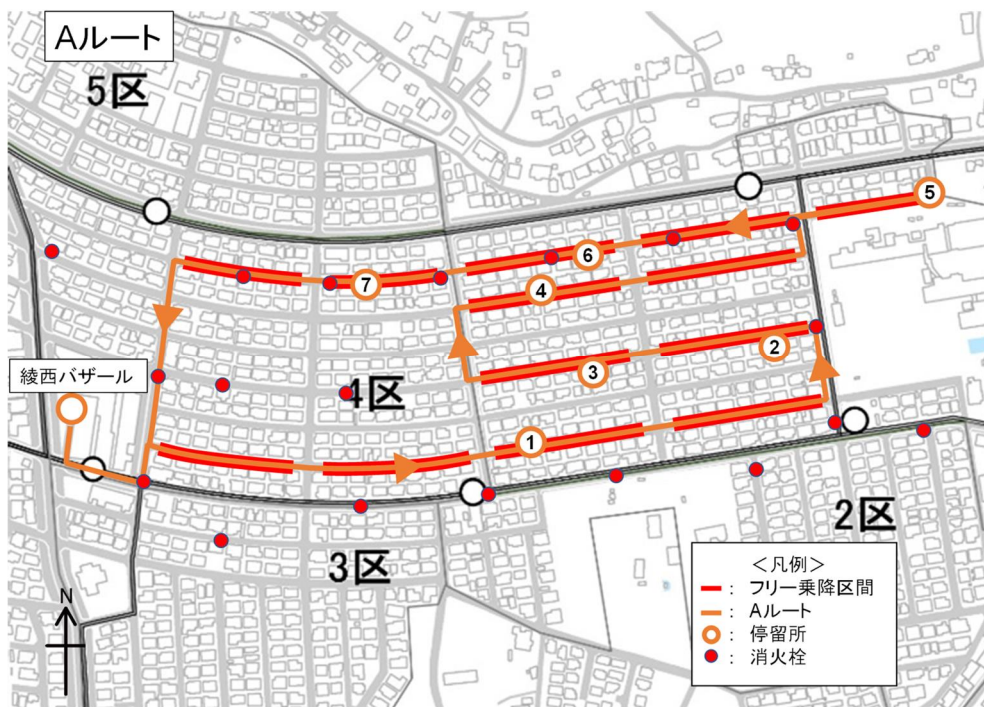 Aルート
5区
⑤
⑥
⑦
④
②
③
綾西バザール
4区
①
2区
3区
<凡例>
: フリー乗降区間
: Aルート
: 停留所
: 消火栓
N